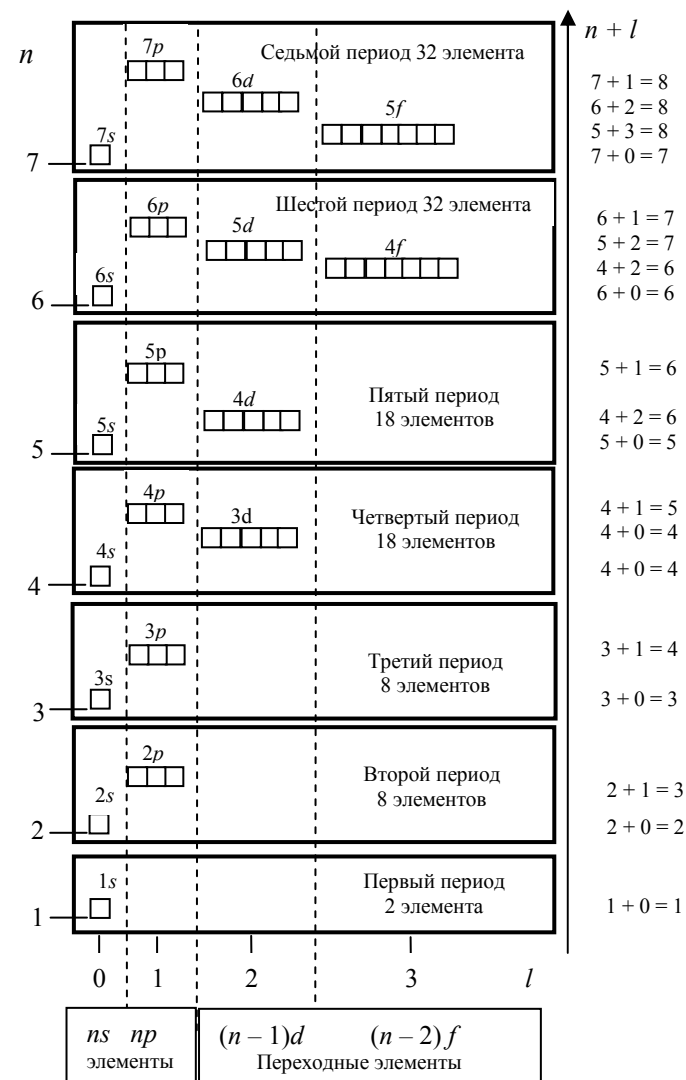 n
n + l
7p
Седьмой период 32 элемента
6d
5f
7s
7
7 + 1 = 8
6 + 2 = 8
5 + 3 = 8
7 + 0 = 7
6p
Шестой период 32 элемента
5d
4f
6s
6
6 + 1 = 7
5 + 2 = 7
4 + 2 = 6
6 + 0 = 6
5p
4d
Пятый период
18 элементов
5s
5
5 + 1 = 6
4 + 2 = 6
5 + 0 = 5
4p
3d
Четвертый период
18 элементов
4s
4
4 + 1 = 5
4 + 0 = 4
4 + 0 = 4
3p
Третий период
8 элементов
3s
3
3 + 1 = 4
3 + 0 = 3
2p
Второй период
8 элементов
2s
2
2 + 1 = 3
2 + 0 = 2
1s
Первый период
2 элемента
1
1 + 0 = 1
0 1 2 3 l
ns np
элементы
(n – 1)d (n – 2)f
Переходные элементы